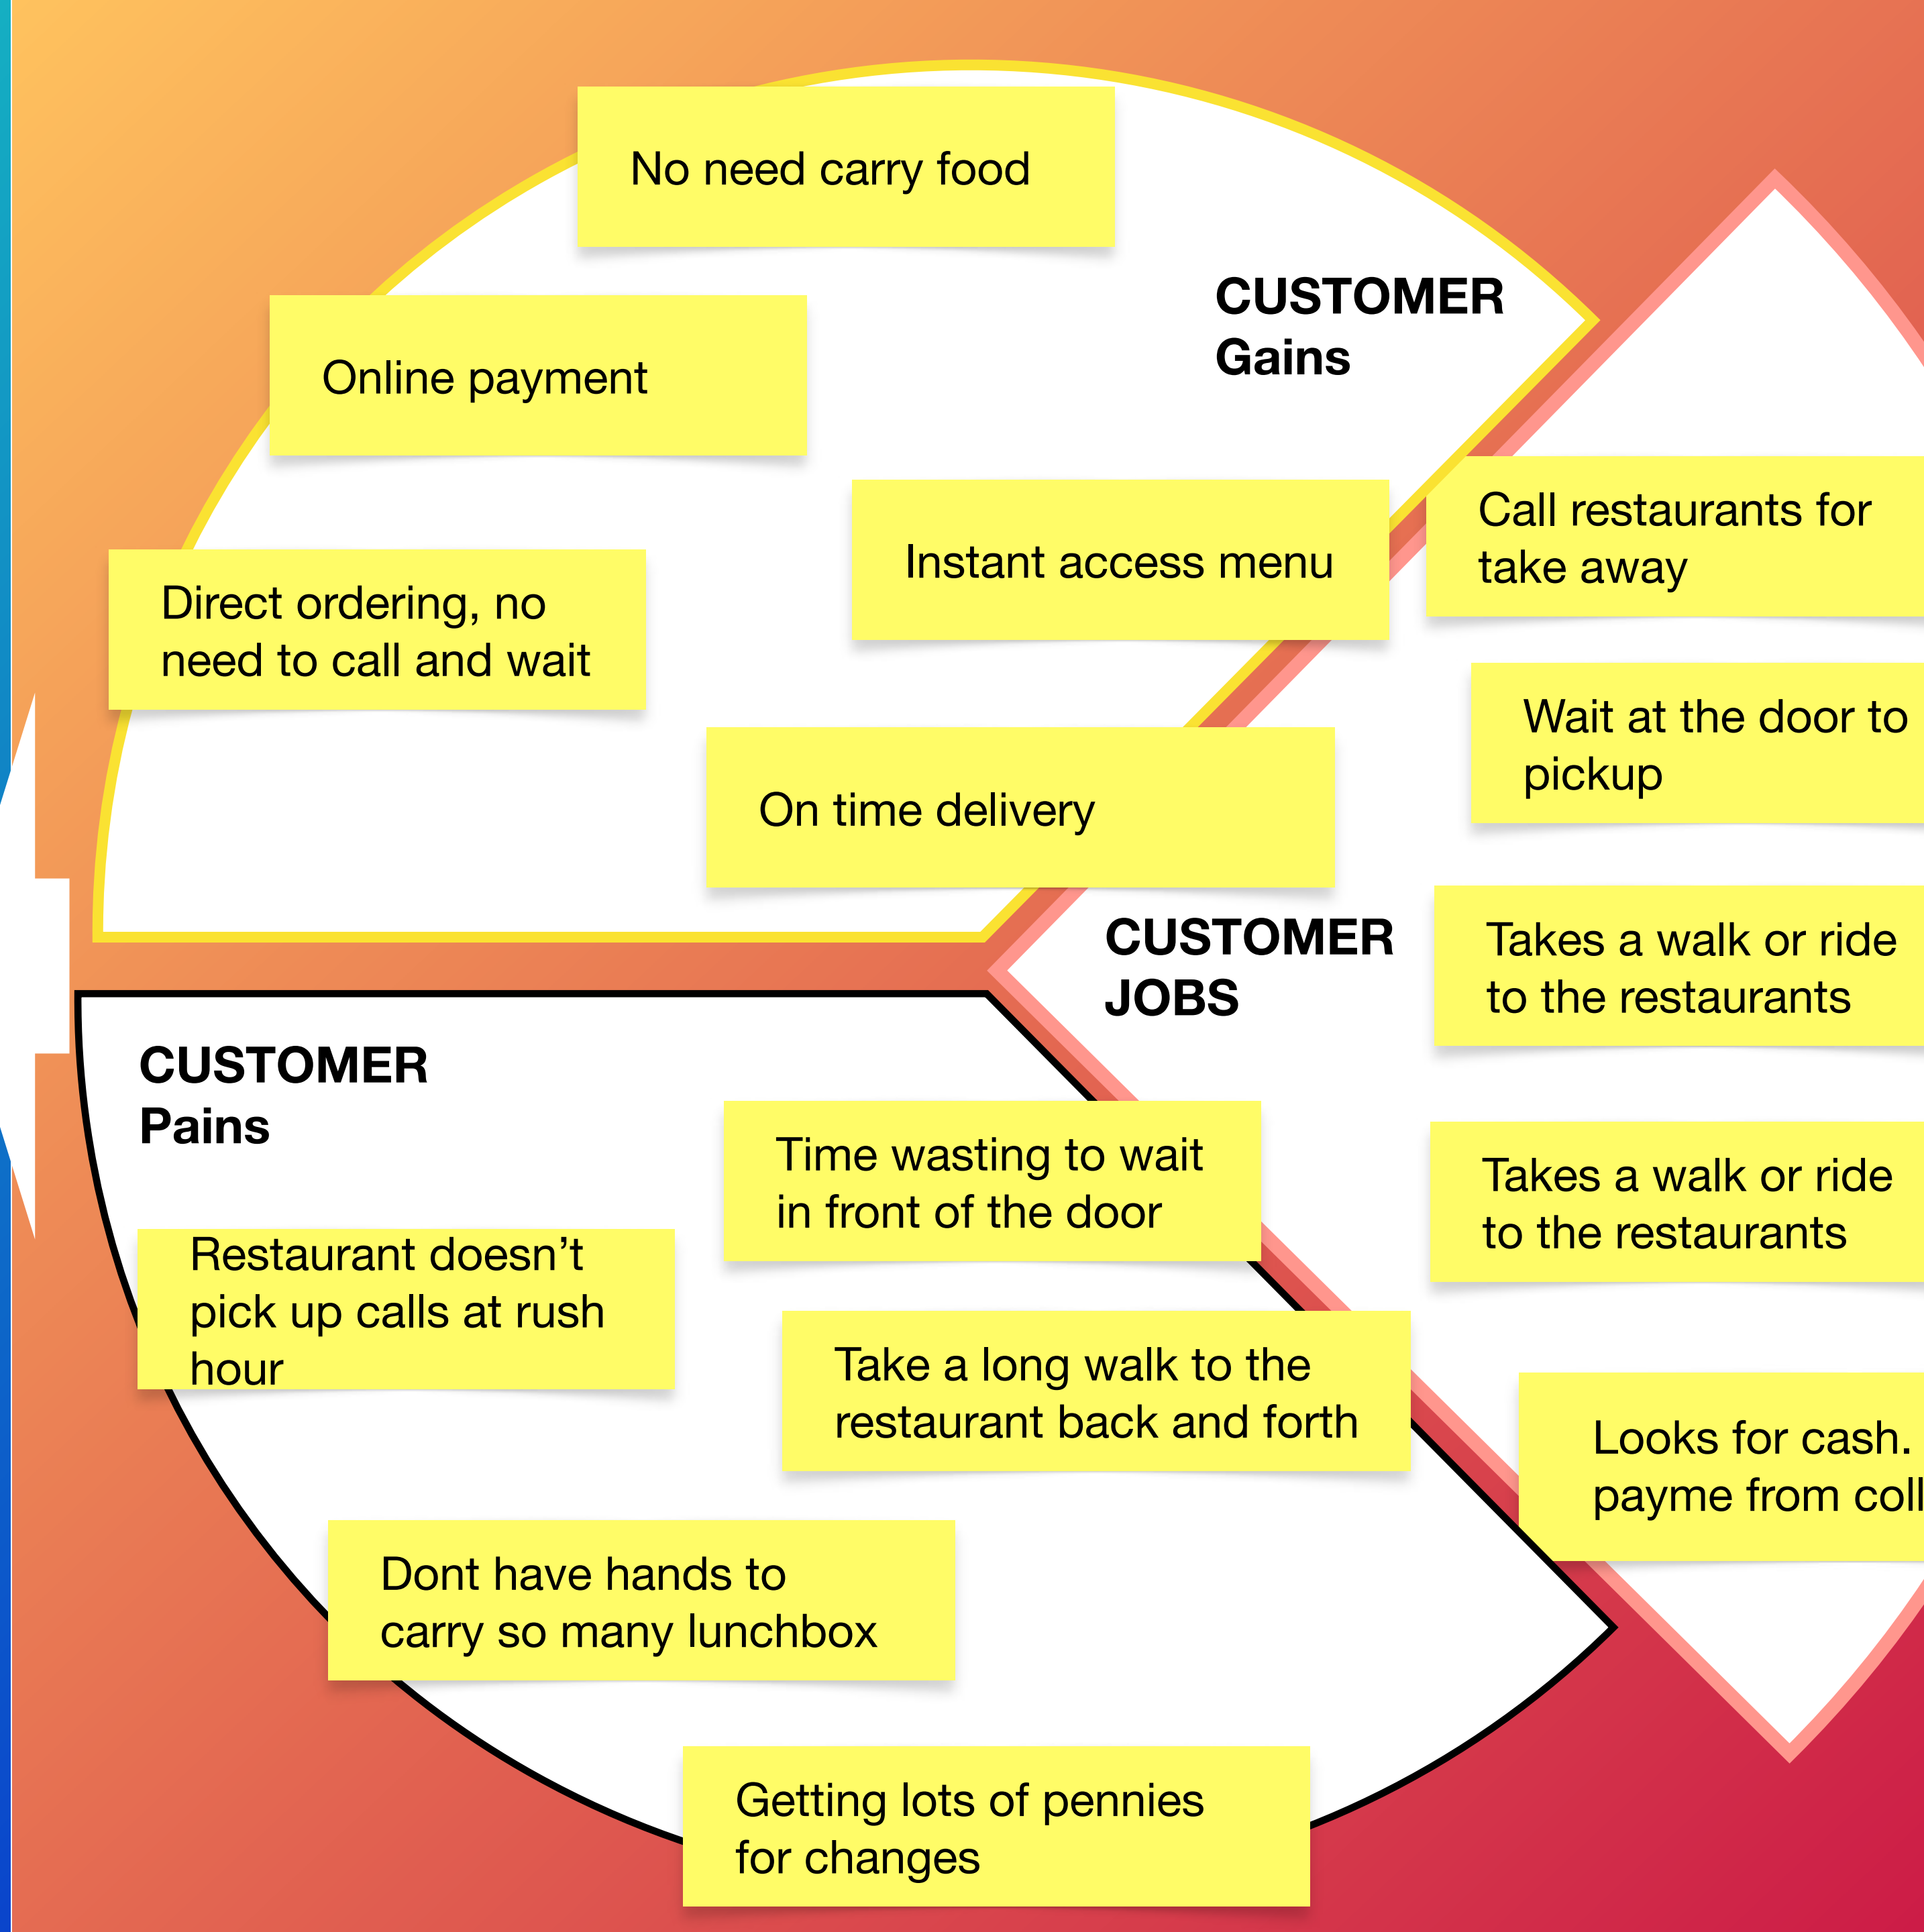 No need carry food
CUSTOMER
Gains
Online payment
Instant access menu
Direct ordering, no
need to call and wait
On time delivery
Call restaurants for
take away
Wait at the door to
pickup
CUSTOMER
JOBS
Takes a walk or ride
to the restaurants
Takes a walk or ride
to the restaurants
Looks for cash.
payme from coll
CUSTOMER
Pains
Time wasting to wait
in front of the door
Restaurant doesn’t
pick up calls at rush
hour
Take a long walk to the
restaurant back and forth
Dont have hands to
carry so many lunchbox
Getting lots of pennies
for changes